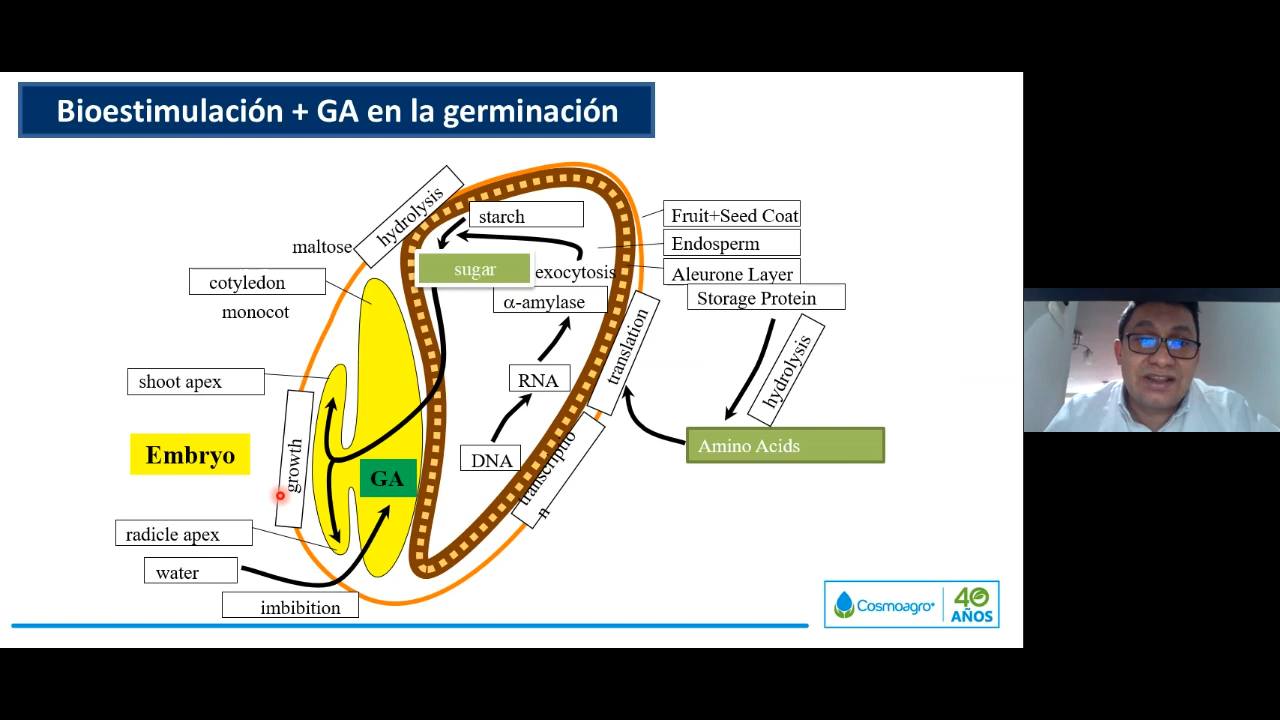 Bioestimulación + GA en la germinación
hydrolysis
starch
maltose
sugar
exocytosis
α-amylase
Fruit+Seed Coat
Endosperm
Aleurone Layer
Storage Protein
cotyledon
monocot
translation
hydrolysis
shoot apex
RNA
growth
Embryo
GA
DNA
transcriptio
n
Amino Acids
radicle apex
water
imbibition
Cosmoagro
40
AÑOS